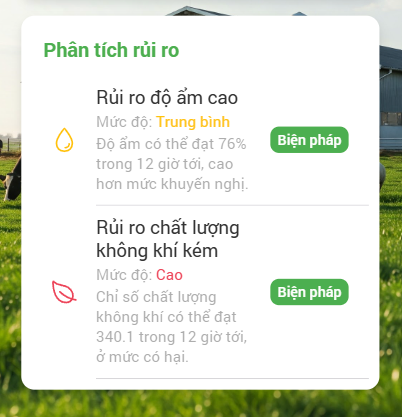 Phân tích rủi ro
Rủi ro độ ẩm cao
Mức độ: Trung bình
Độ ẩm có thể đạt 76%
trong 12 giờ tới, cao
hơn mức khuyến nghị.
Biện pháp
Rủi ro chất lượng
không khí kém
Mức độ: Cao
Chỉ số chất lượng
không khí có thể đạt
340.1 trong 12 giờ tới,
ở mức có hại.
Biện pháp